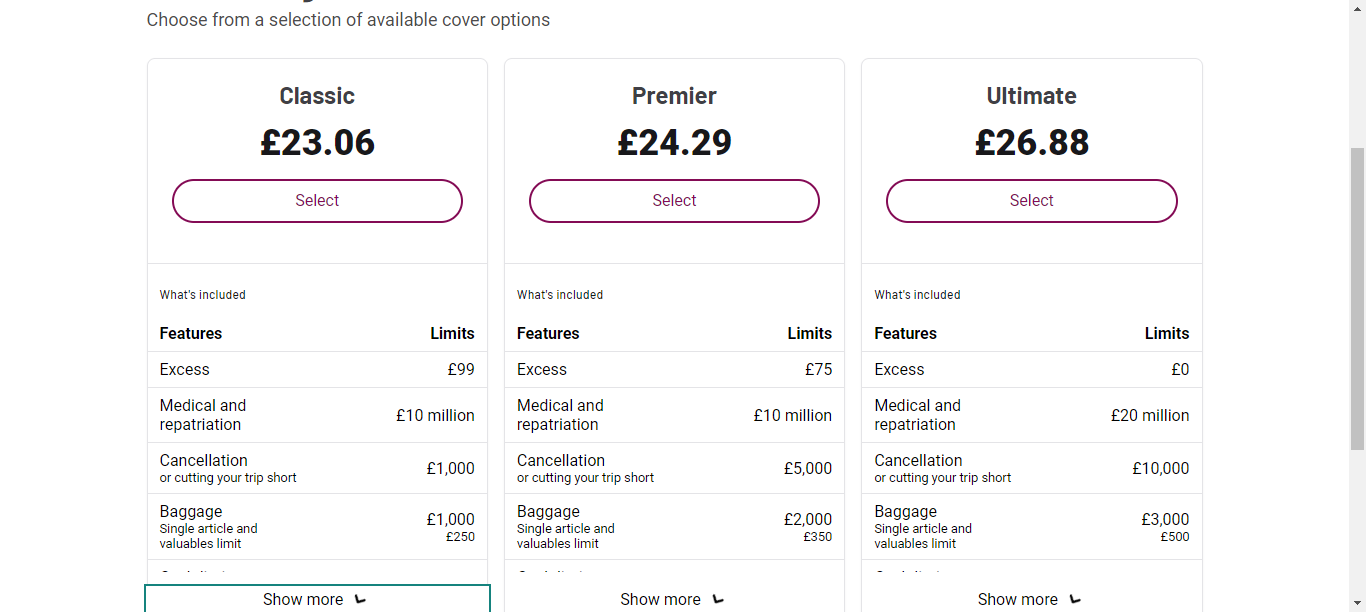 Choose from a selection of available cover options
Classic
£23.06
Select
What's included
Features Limits
Excess £99
Medical and
repatriation £10 million
Cancellation
or cutting your trip short £1,000
Baggage £1,000
Single article and
valuables limit £250
Show more
Premier
£24.29
Select
What's included
Features Limits
Excess £75
Medical and
repatriation £10 million
Cancellation
or cutting your trip short £5,000
Baggage £2,000
Single article and
valuables limit £350
Show more
Ultimate
£26.88
Select
What's included
Features Limits
Excess £0
Medical and
repatriation £20 million
Cancellation
or cutting your trip short £10,000
Baggage £3,000
Single article and
valuables limit £500
Show more